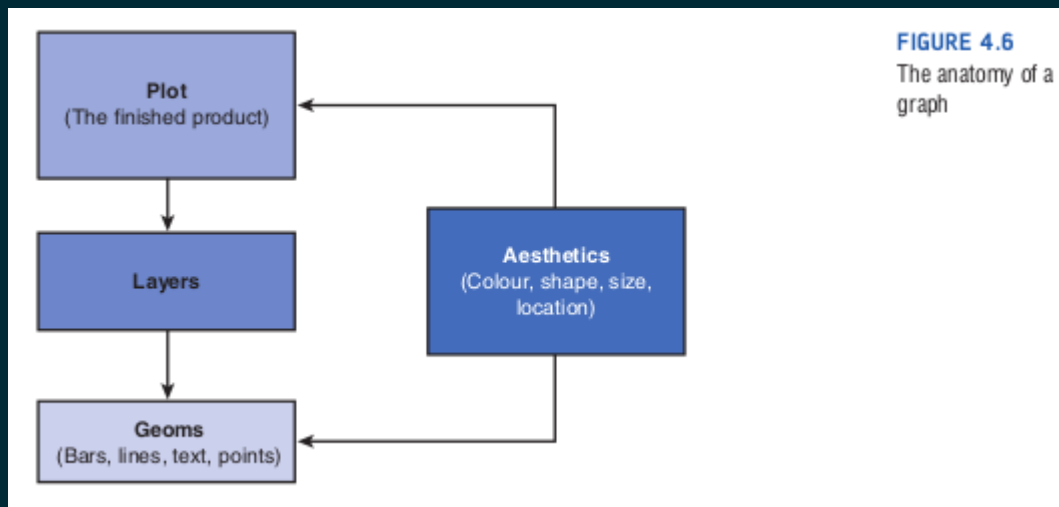 Plot
(The finished product)
Layers
Geoms
(Bars, lines, text, points)
Aesthetics
(Colour, shape, size,
location)
FIGURE 4.6
The anatomy of a
graph